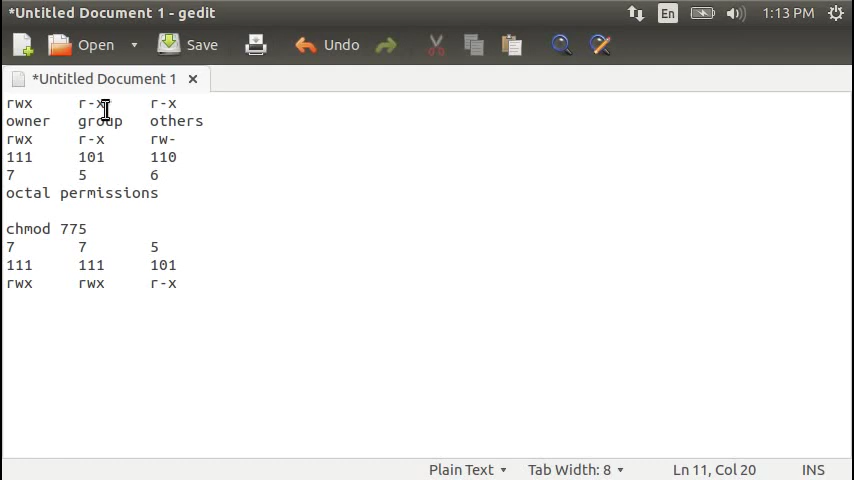 *Untitled Document 1 - gedit
En
1:13 PM
Open
Save
Undo
*Untitled Document 1 ×
rwx r-x r-x
owner group others
rwx r-x rw-
111 101 110
7 5 6
octal permissions
chmod 775
7 7 5
111 111 101
rwx rwx r-x
Plain Text
Tab Width: 8
Ln 11, Col 20
INS